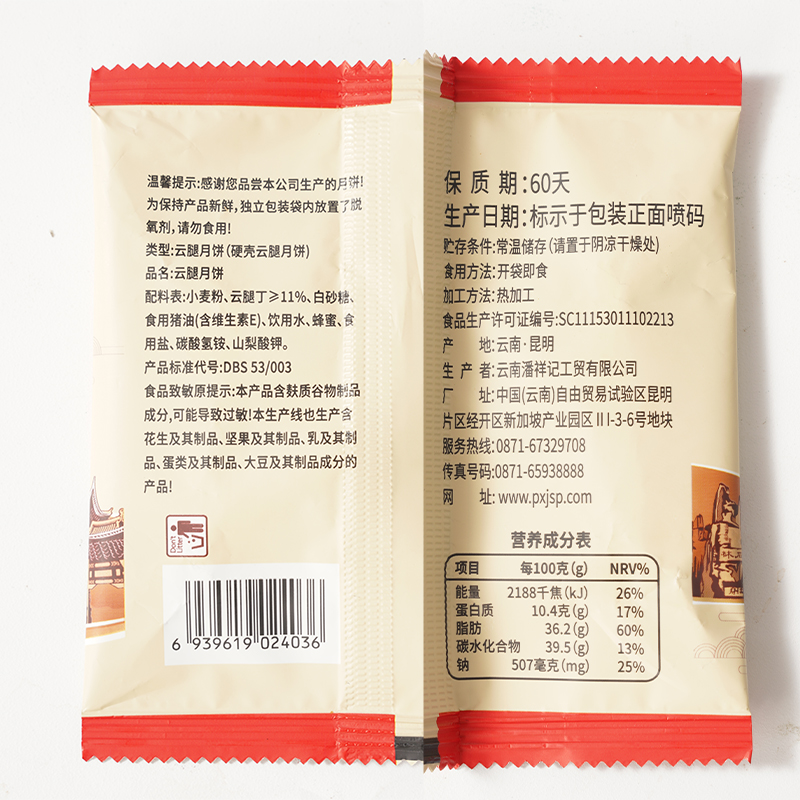 温馨提示:感谢您品尝本公司生产的月饼!
为保持产品新鲜,独立包装袋内放置了脱
氧剂,请勿食用!
类型:云腿月饼(硬壳云腿月饼)
品名:云腿月饼
配料表:小麦粉、云腿丁≥11%、白砂糖、
食用猪油(含维生素E)、饮用水、蜂蜜、食
用盐、碳酸氢铵、山梨酸钾。
产品标准代号:DBS 53/003
食品致敏原提示:本产品含麸质谷物制品
成分,可能导致过敏!本生产线也生产含
花生及其制品、坚果及其制品、乳及其制
品、蛋类及其制品、大豆及其制品成分的
产品!
Don't
Litter
6 939619 024036
保 质 期:60天
生产日期:标示于包装正面喷码
贮存条件:常温储存(请置于阴凉干燥处)
食用方法:开袋即食
加工方法:热加工
食品生产许可证编号:SC11153011102213
产 地:云南·昆明
生 产 者:云南潘祥记工贸有限公司
厂 址:中国(云南)自由贸易试验区昆明
片区经开区新加坡产业园区ⅡI-3-6号地块
服务热线:0871-67329708
传真号码:0871-65938888
网 址:www.pxjsp.com
营养成分表
项目 每100克(g) NRV%
能量 2188千焦(kJ) 26%
蛋白质 10.4克(g) 17%
脂肪 36.2(g) 60%
碳水化合物 39.5(g) 13%
钠 507毫克(mg) 25%